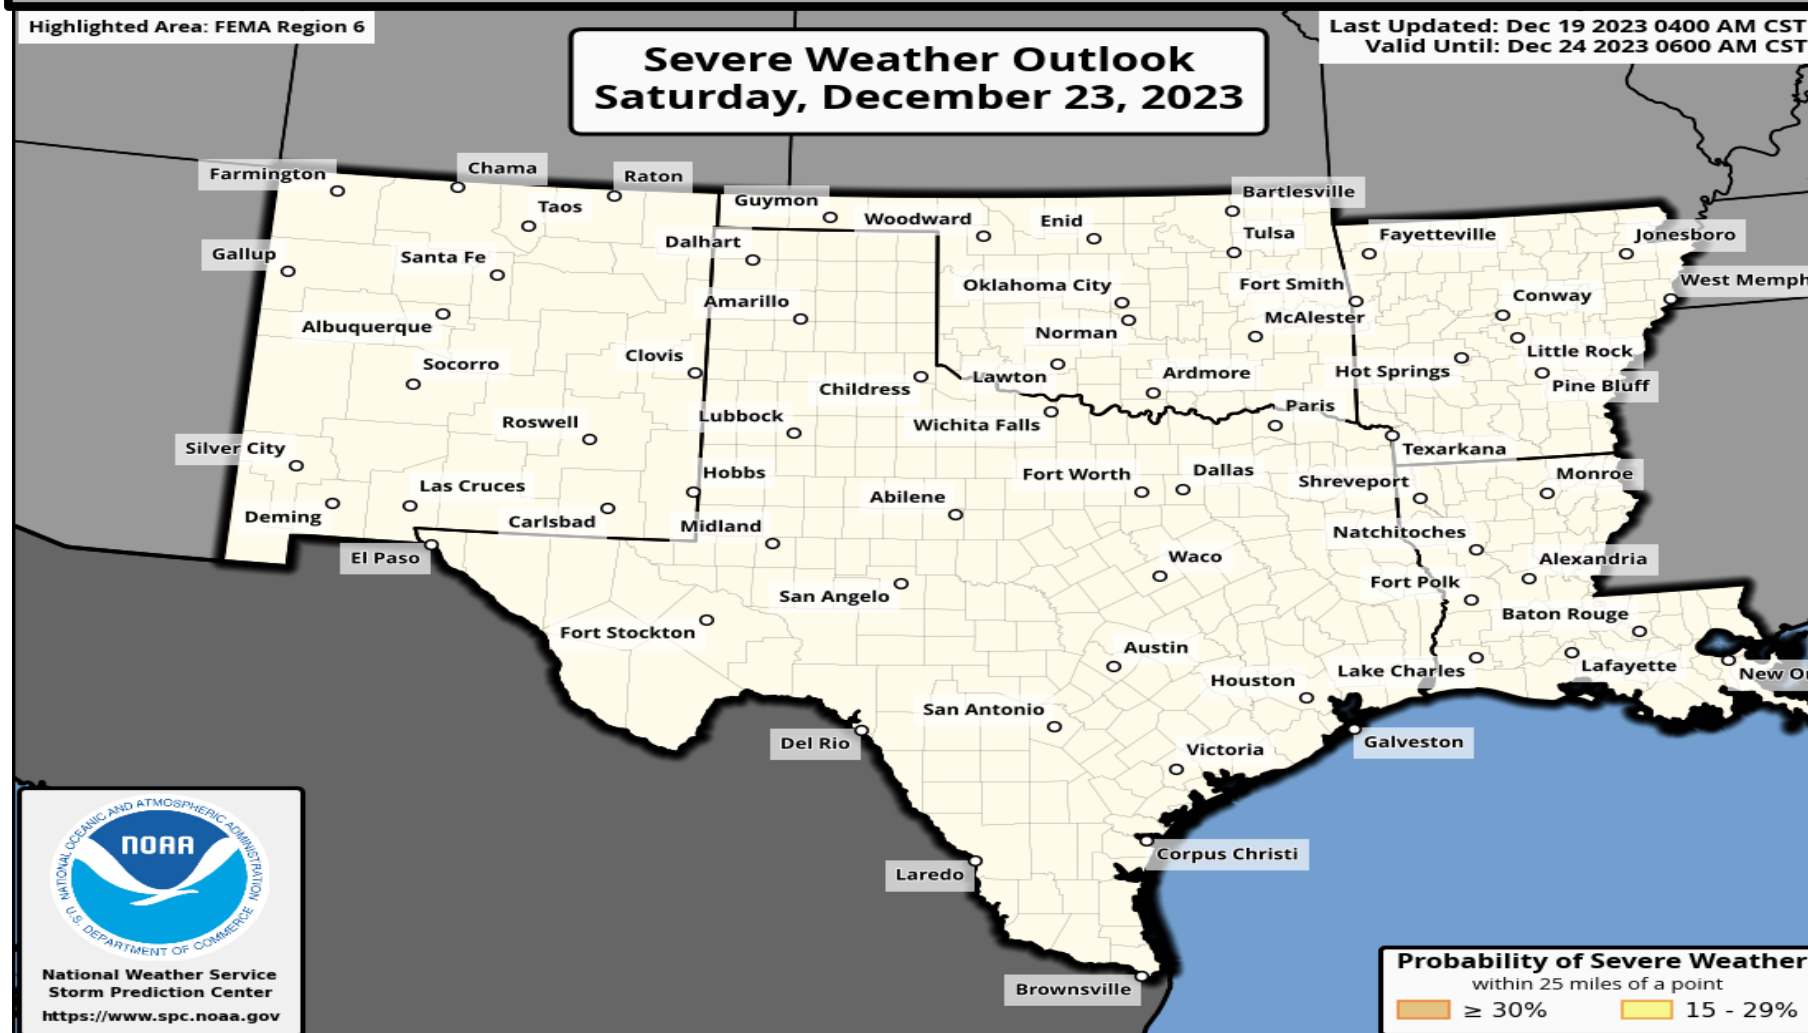 Highlighted Area: FEMA Region 6
Severe Weather Outlook
Saturday, December 23, 2023
Last Updated: Dec 19 2023 0400 AM CST
Valid Until: Dec 24 2023 0600 AM CST
Farmington
Chama
Raton
Taos
Guymon
Woodward
Enid
Bartlesville
Tulsa
Fayetteville
Jonesboro
Gallup
Santa Fe
Dalhart
Oklahoma City
Fort Smith
Conway
West Memph
Amarillo
McAlester
Albuquerque
Norman
Socorro
Clovis
Childress
Lawton
Ardmore
Hot Springs
Little Rock
Pine Bluff
Roswell
Lubbock
Wichita Falls
Paris
Texarkana
Silver City
Las Cruces
Hobbs
Abilene
Fort Worth
Dallas
Shreveport
Monroe
Deming
Carlsbad
Midland
Natchitoches
El Paso
Waco
Alexandria
San Angelo
Fort Polk
Fort Stockton
Baton Rouge
Austin
Lake Charles
Lafayette
New Or
Houston
San Antonio
Del Rio
Victoria
Galveston
Corpus Christi
Laredo
Brownsville
NATIONAL OCEANIC AND ATMOSPHERIC ADMINISTRATION
NOAA
U.S. DEPARTMENT OF COMMERCE
National Weather Service
Storm Prediction Center
https://www.spc.noaa.gov
Probability of Severe Weather
within 25 miles of a point
≥ 30%
15 - 29%